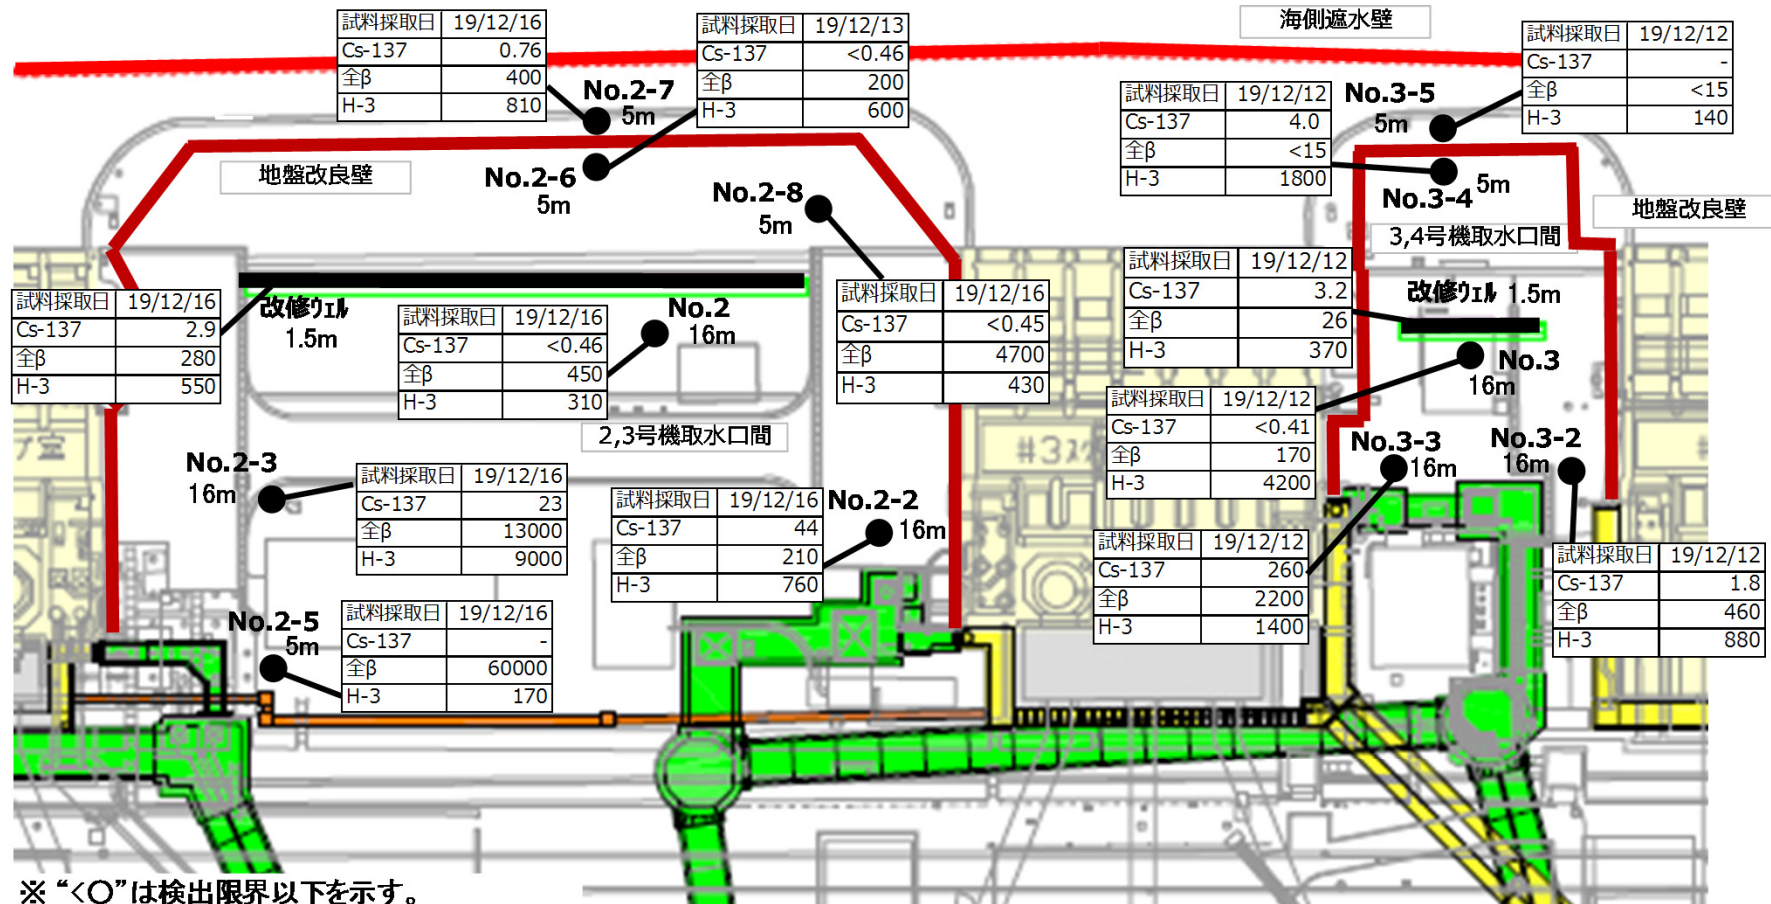 海側遮水壁
試料採取日 19/12/16
Cs-137 0.76
全β 400
H-3 810
試料採取日 19/12/13
Cs-137 <0.46
全β 200
H-3 600
試料採取日 19/12/12
Cs-137 -
全β <15
H-3 140
試料採取日 19/12/12
Cs-137 4.0
全β <15
H-3 1800
No.2-7
5m
No.3-5
5m
地盤改良壁
No.2-6
5m
No.2-8
5m
No.3-4
5m
地盤改良壁
3,4号機取水口間
試料採取日 19/12/16
Cs-137 2.9
全β 280
H-3 550
改修ウェル
1.5m
試料採取日 19/12/16
Cs-137 <0.46
全β 450
H-3 310
No.2
16m
試料採取日 19/12/16
Cs-137 <0.45
全β 4700
H-3 430
試料採取日 19/12/12
Cs-137 3.2
全β 26
H-3 370
改修ウェル 1.5m
No.3
16m
試料採取日 19/12/12
Cs-137 <0.41
全β 170
H-3 4200
2,3号機取水口間
No.2-3
16m
試料採取日 19/12/16
Cs-137 23
全β 13000
H-3 9000
試料採取日 19/12/16
Cs-137 44
全β 210
H-3 760
No.2-2
16m
No.3-3
16m
No.3-2
16m
試料採取日 19/12/12
Cs-137 260
全β 2200
H-3 1400
試料採取日 19/12/12
Cs-137 1.8
全β 460
H-3 880
No.2-5
5m
試料採取日 19/12/16
Cs-137 -
全β 60000
H-3 170
※ “<○”は検出限界以下を示す。